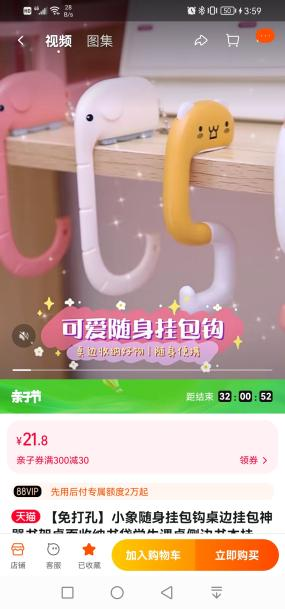 28
B/s
50
3:59
视频
图集
可爱随身挂包钩
桌边收纳好物|随身便携
亲子节
距结束 32:00:52
¥21.8
亲子券满300减30
领券 >
88VIP 先用后付专属额度2万起
天猫 【免打孔】小象随身挂包钩桌边挂包神
店铺
客服
已收藏
加入购物车
立即购买